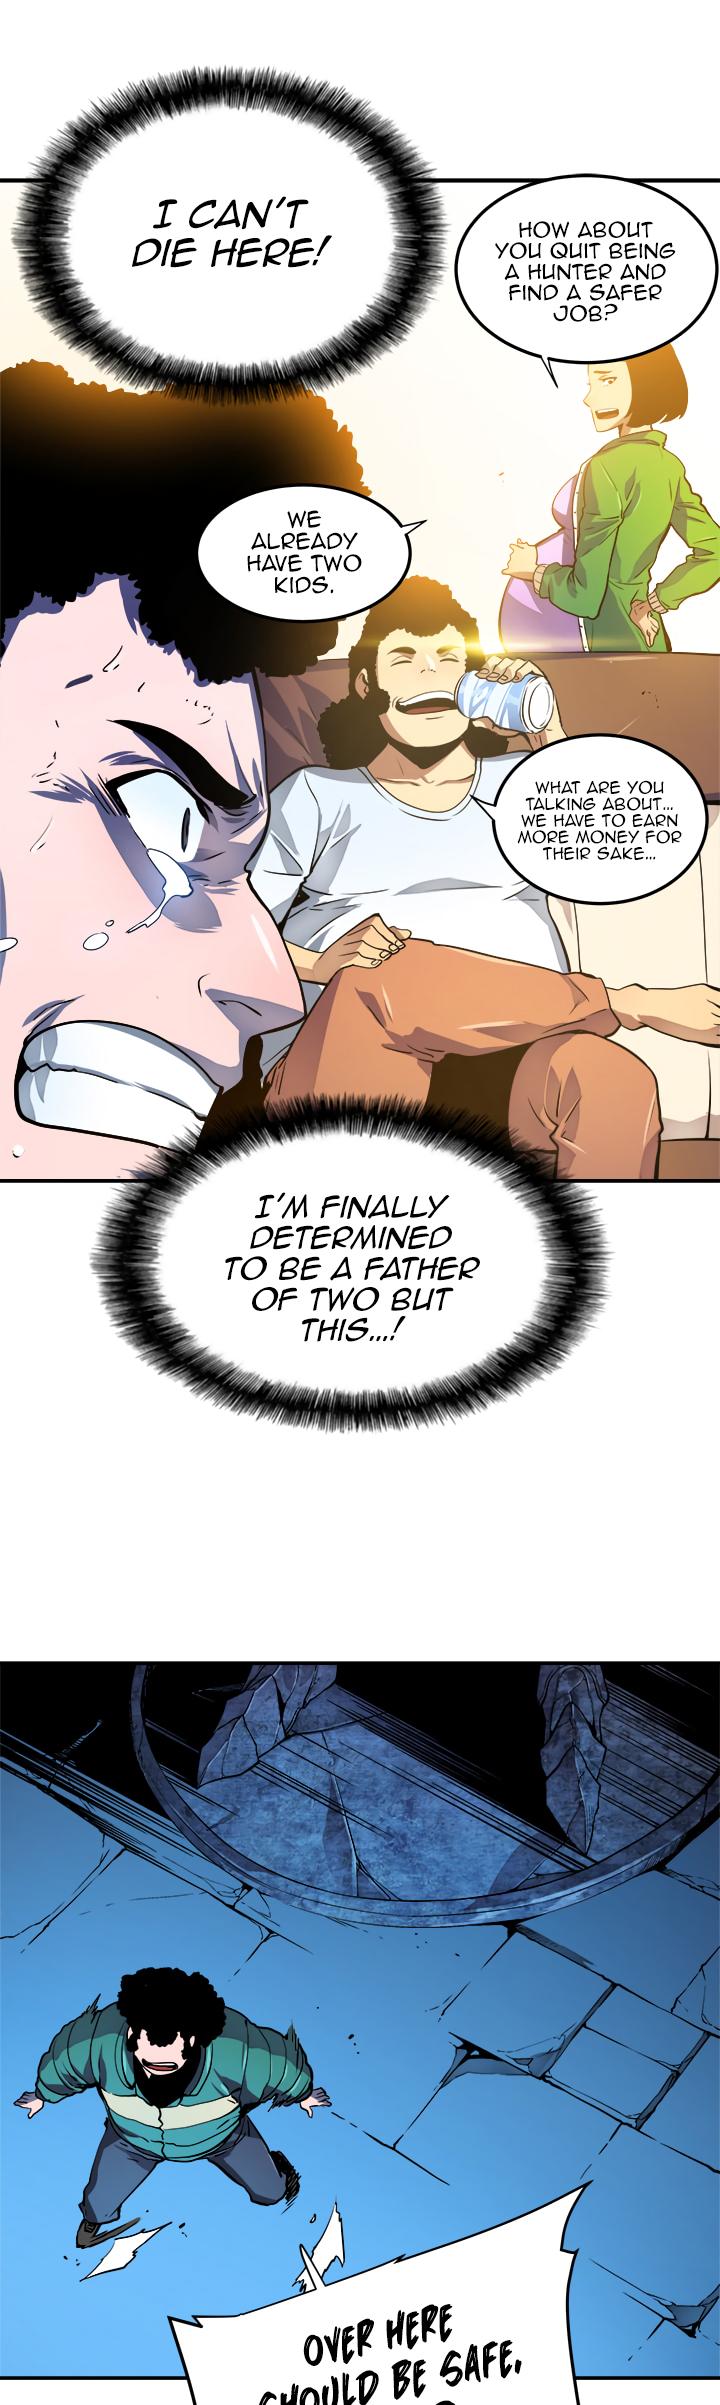 I CAN'T
DIE HERE!
HOW ABOUT
YOU QUIT BEING
A HUNTER AND
FIND A SAFER
JOB?
WE
ALREADY
HAVE TWO
KIDS.
WHAT ARE YOU
TALKING ABOUT...
WE HAVE TO EARN
MORE MONEY FOR
THEIR SAKE...
I'M FINALLY
DETERMINED
TO BE A FATHER
OF TWO BUT
THIS...!
OVER HERE
SHOULD BE SAFE,